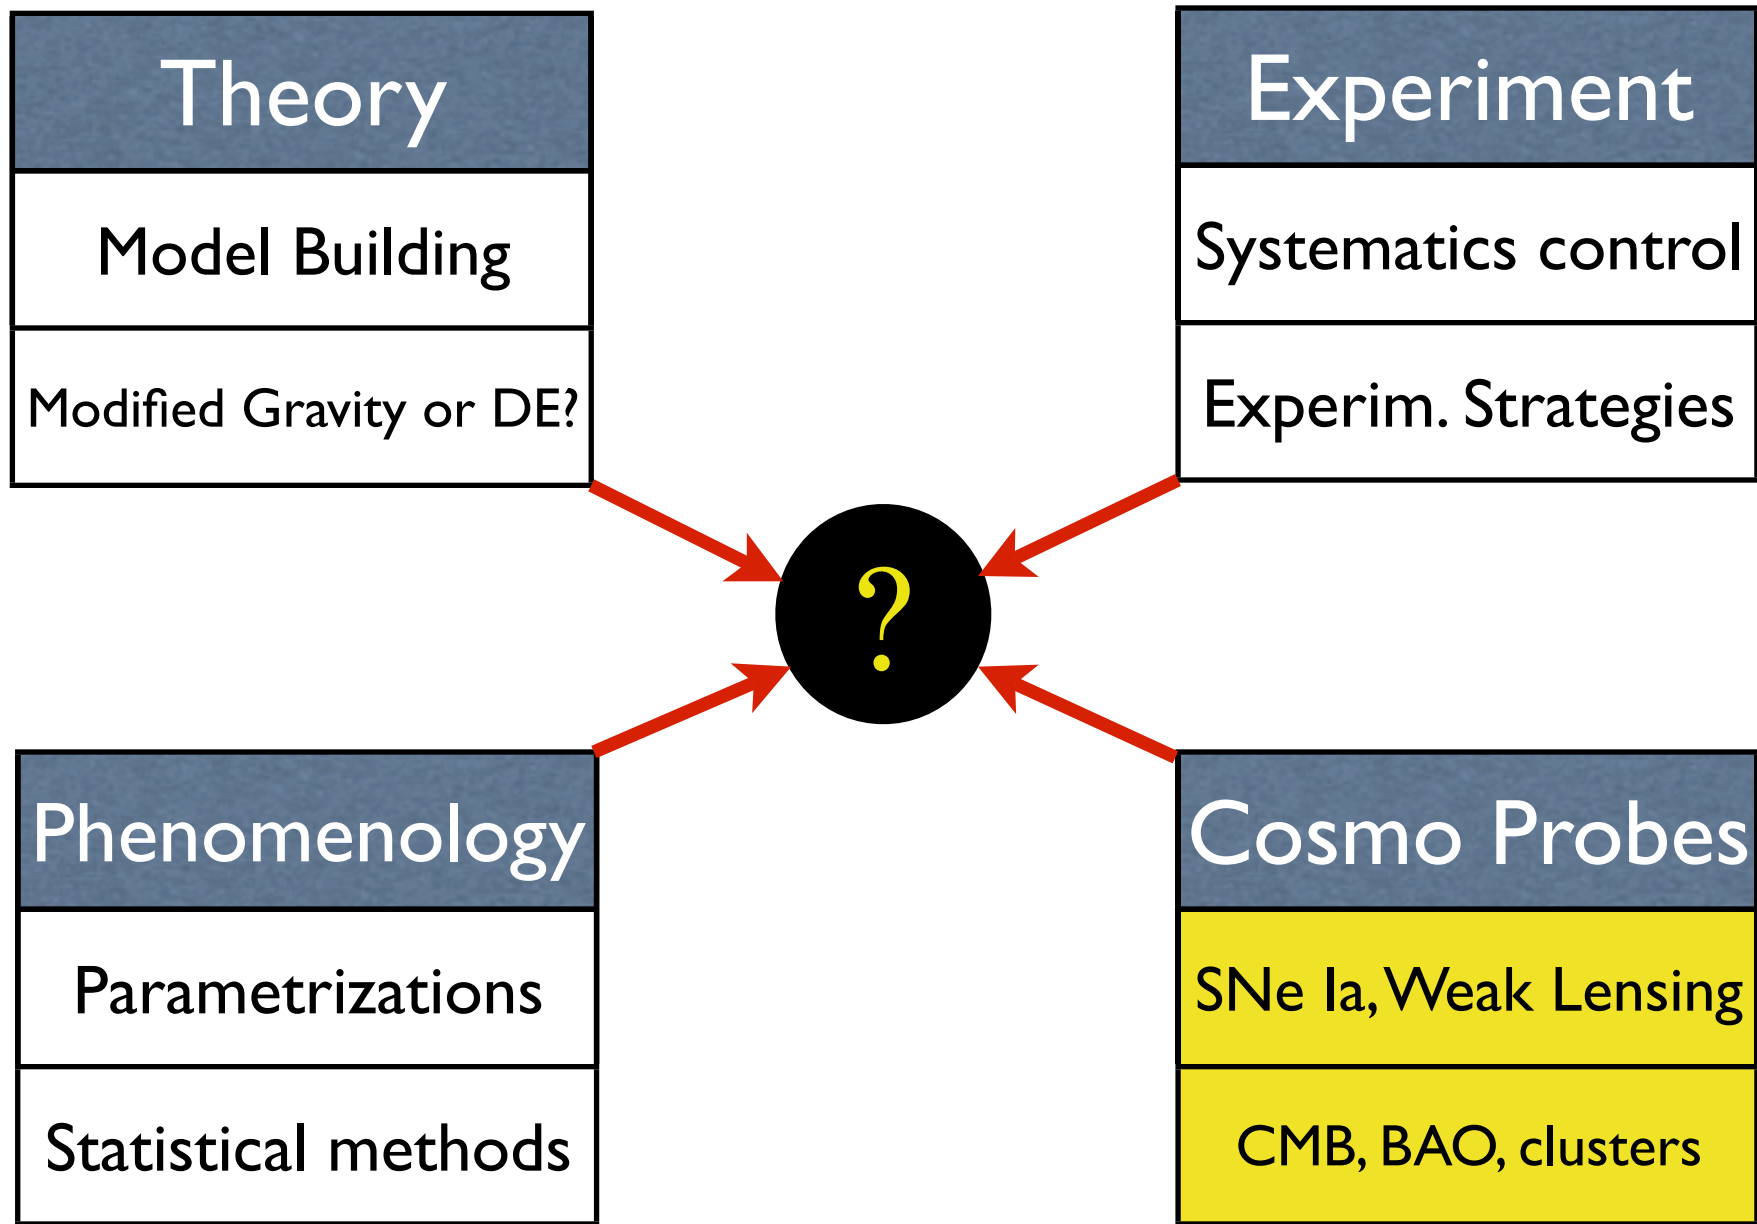 Theory
Model Building
Modified Gravity or DE?
Experiment
Systematics control
Experim. Strategies
?
Phenomenology
Parametrizations
Statistical methods
Cosmo Probes
SNe Ia, Weak Lensing
CMB, BAO, clusters